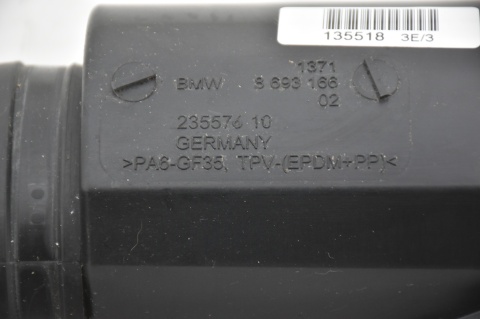 135518 3E/3
1371
BMW 8 693 166
02
235576 10
GERMANY
>PA6-GF35, TPV-(EPDM+PP)<